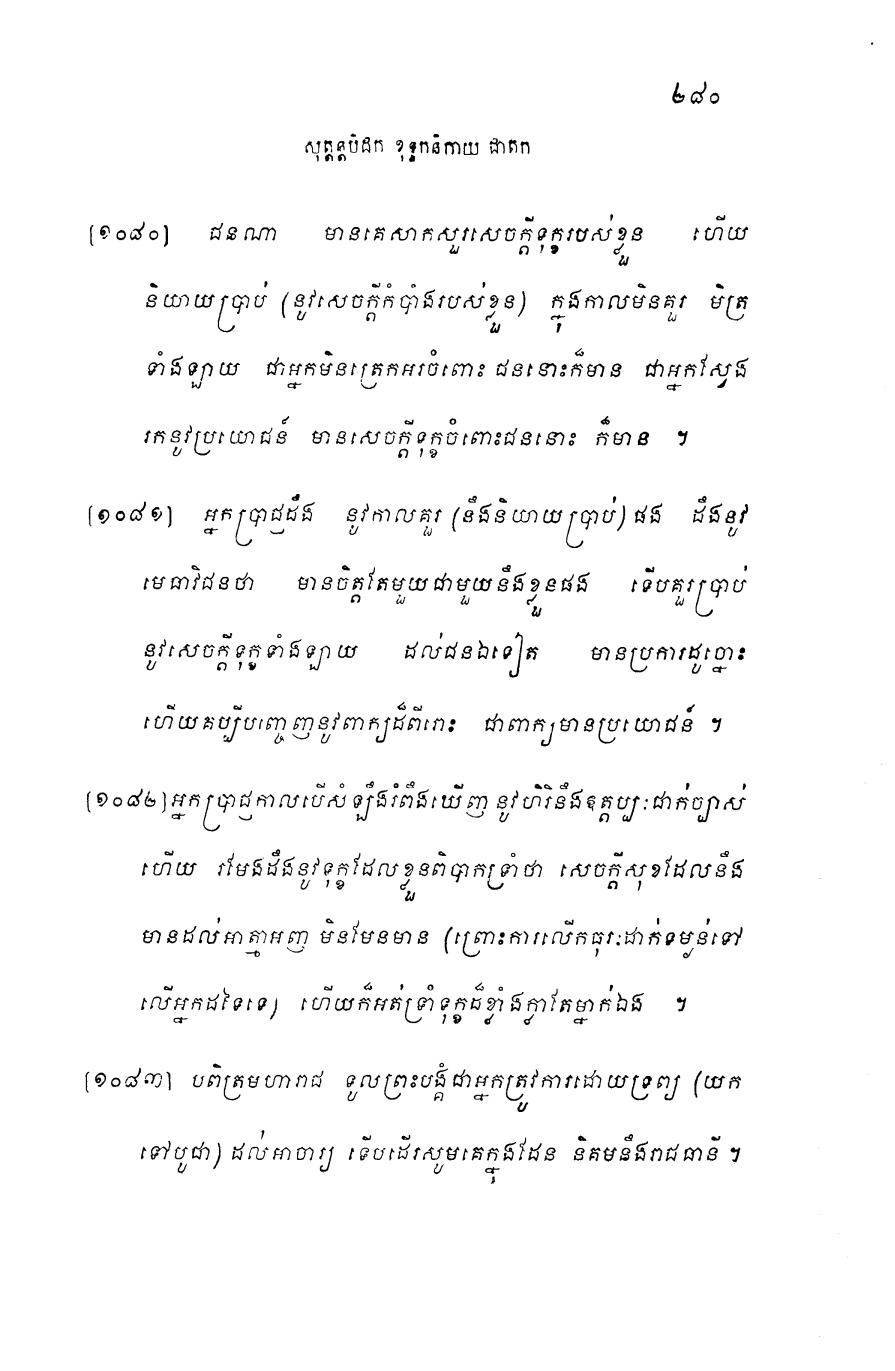 ២៨០
សុត្តន្តបិដក ខុទ្ទកនិកាយ ជាតក
[១០៨០] ជនណា មានគេសាកសួរសេចក្តីទុក្ខរបស់ខ្លួន ហើយ
និយាយប្រាប់ (នូវសេចក្តីកំបាំងរបស់ខ្លួន) ក្នុងកាលមិនគួរ មិត្រ
ទាំងឡាយ ជាអ្នកមិនត្រេកអរចំពោះ ជននោះក៏មាន ជាអ្នកស្វែង
រកនូវប្រយោជន៍ មានសេចក្តីទុក្ខចំពោះជននោះ ក៏មាន ។
[១០៨១] អ្នកប្រាជ្ញដឹង នូវកាលគួរ (នឹងនិយាយប្រាប់) ផង ដឹងនូវ
មេធាវិជនថា មានចិត្តតែមួយជាមួយនឹងខ្លួនផង ទើបគួរប្រាប់
នូវសេចក្តីទុក្ខទាំងឡាយ ដល់ជនឯទៀត មានប្រការដូច្នោះ
ហើយគប្បីបញ្ចេញនូវពាក្យដ៏ពីរោះ ជាពាក្យមានប្រយោជន៍ ។
[១០៨២] អ្នកប្រាជ្ញកាលបើសំឡឹងរំពឹងឃើញ នូវហិរិនឹងឧត្តប្បៈជាក់ច្បាស់
ហើយ រមែងដឹងនូវទុក្ខដែលខ្លួនពិបាកទ្រាំថា សេចក្តីសុខដែលនឹង
មានដល់អាត្មាអញ មិនមែនមាន (ព្រោះការលើកធុរៈដាក់ទម្ងន់ទៅ
លើអ្នកដទៃទេ) ហើយក៏អត់ទ្រាំទុក្ខដ៏ខ្លាំងក្លាតែម្នាក់ឯង ។
[១០៨៣] បពិត្រមហារាជ ទូលព្រះបង្គំជាអ្នកត្រូវការដោយទ្រព្យ (យក
ទៅបូជា) ដល់អាចារ្យ ទើបដើរសូមគេក្នុងដែន និគមនឹងរាជធានី ។